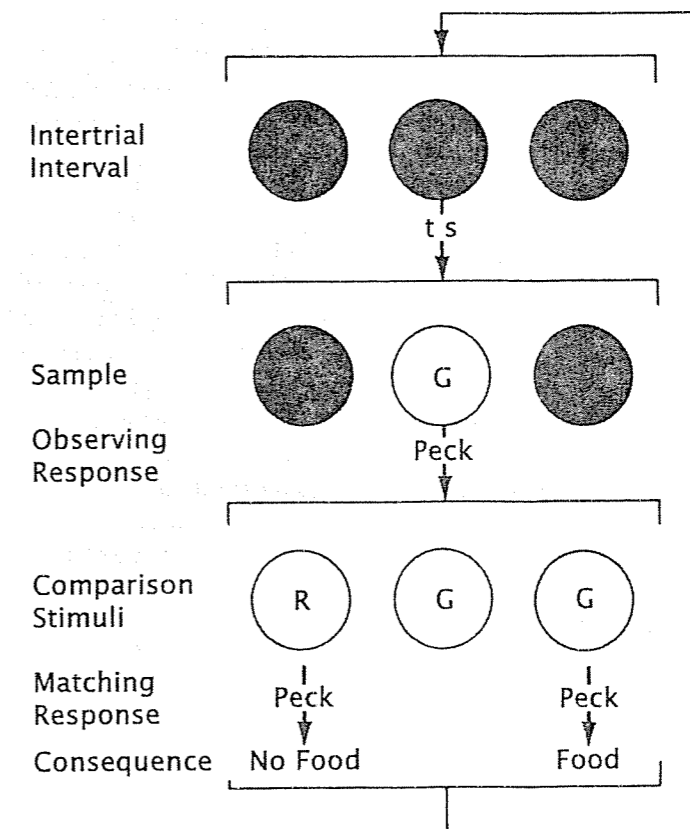 Intertrial
Interval
t s
Sample
G
Observing
Response
Peck
Comparison
Stimuli
R G G
Matching
Response
Peck Peck
Consequence No Food Food